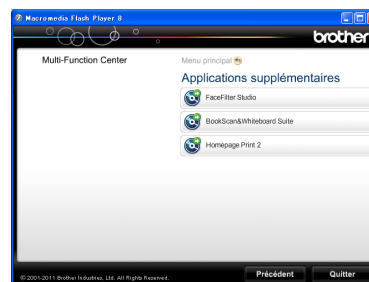 Macromedia Flash Player 8
brother
Multi-Function Center
Menu principal
Applications supplémentaires
FaceFilter Studio
BookScan&Whiteboard Suite
Homepage Print 2
© 2001-2011 Brother Industries, Ltd. All Rights Reserved.
Précédent
Quitter